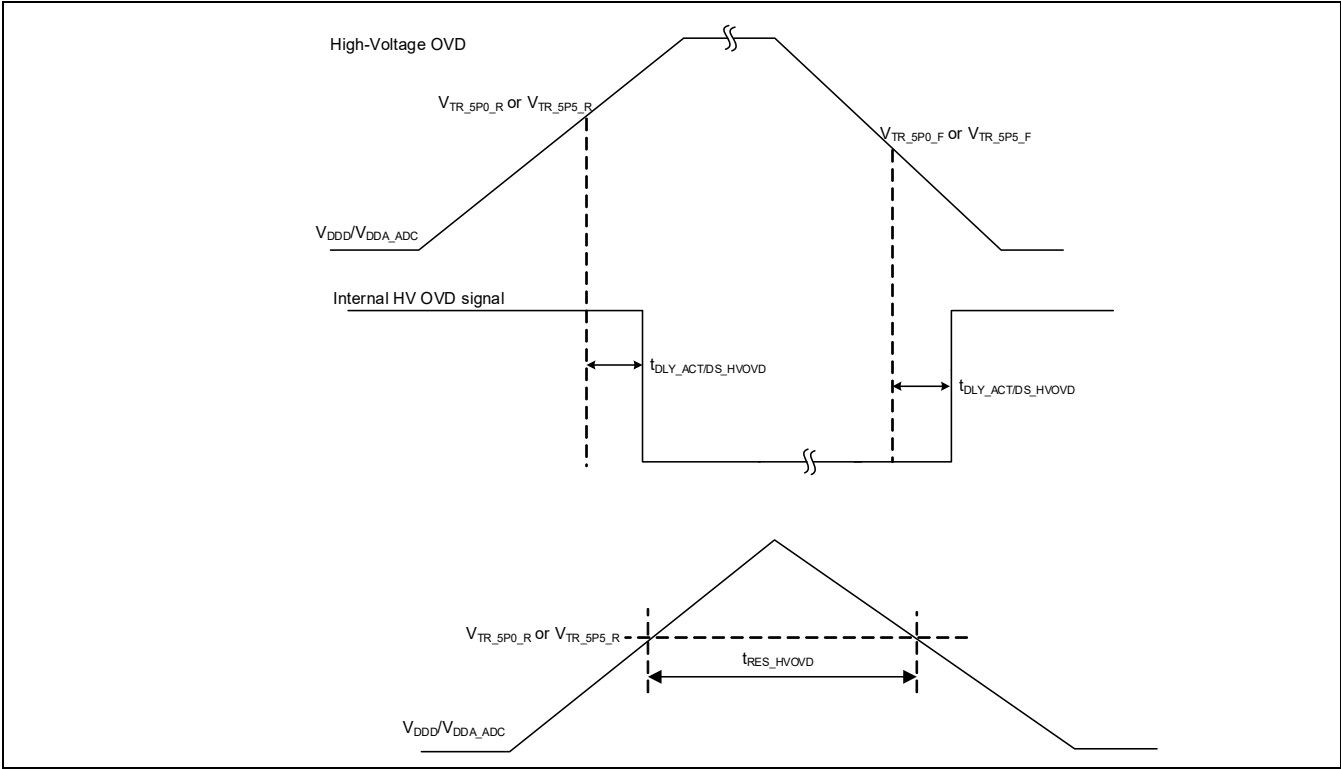 High-Voltage OVD
VTR_5P0_R or VTR_5P5_R
VTR_5P0_F or VTR_5P5_F
VDDD/VDDA_ADC
Internal HV OVD signal
tDLY_ACT/DS_HVOVD
tDLY_ACT/DS_HVOVD
VTR_5P0_R or VTR_5P5_R
tRES_HVOVD
VDDD/VDDA_ADC